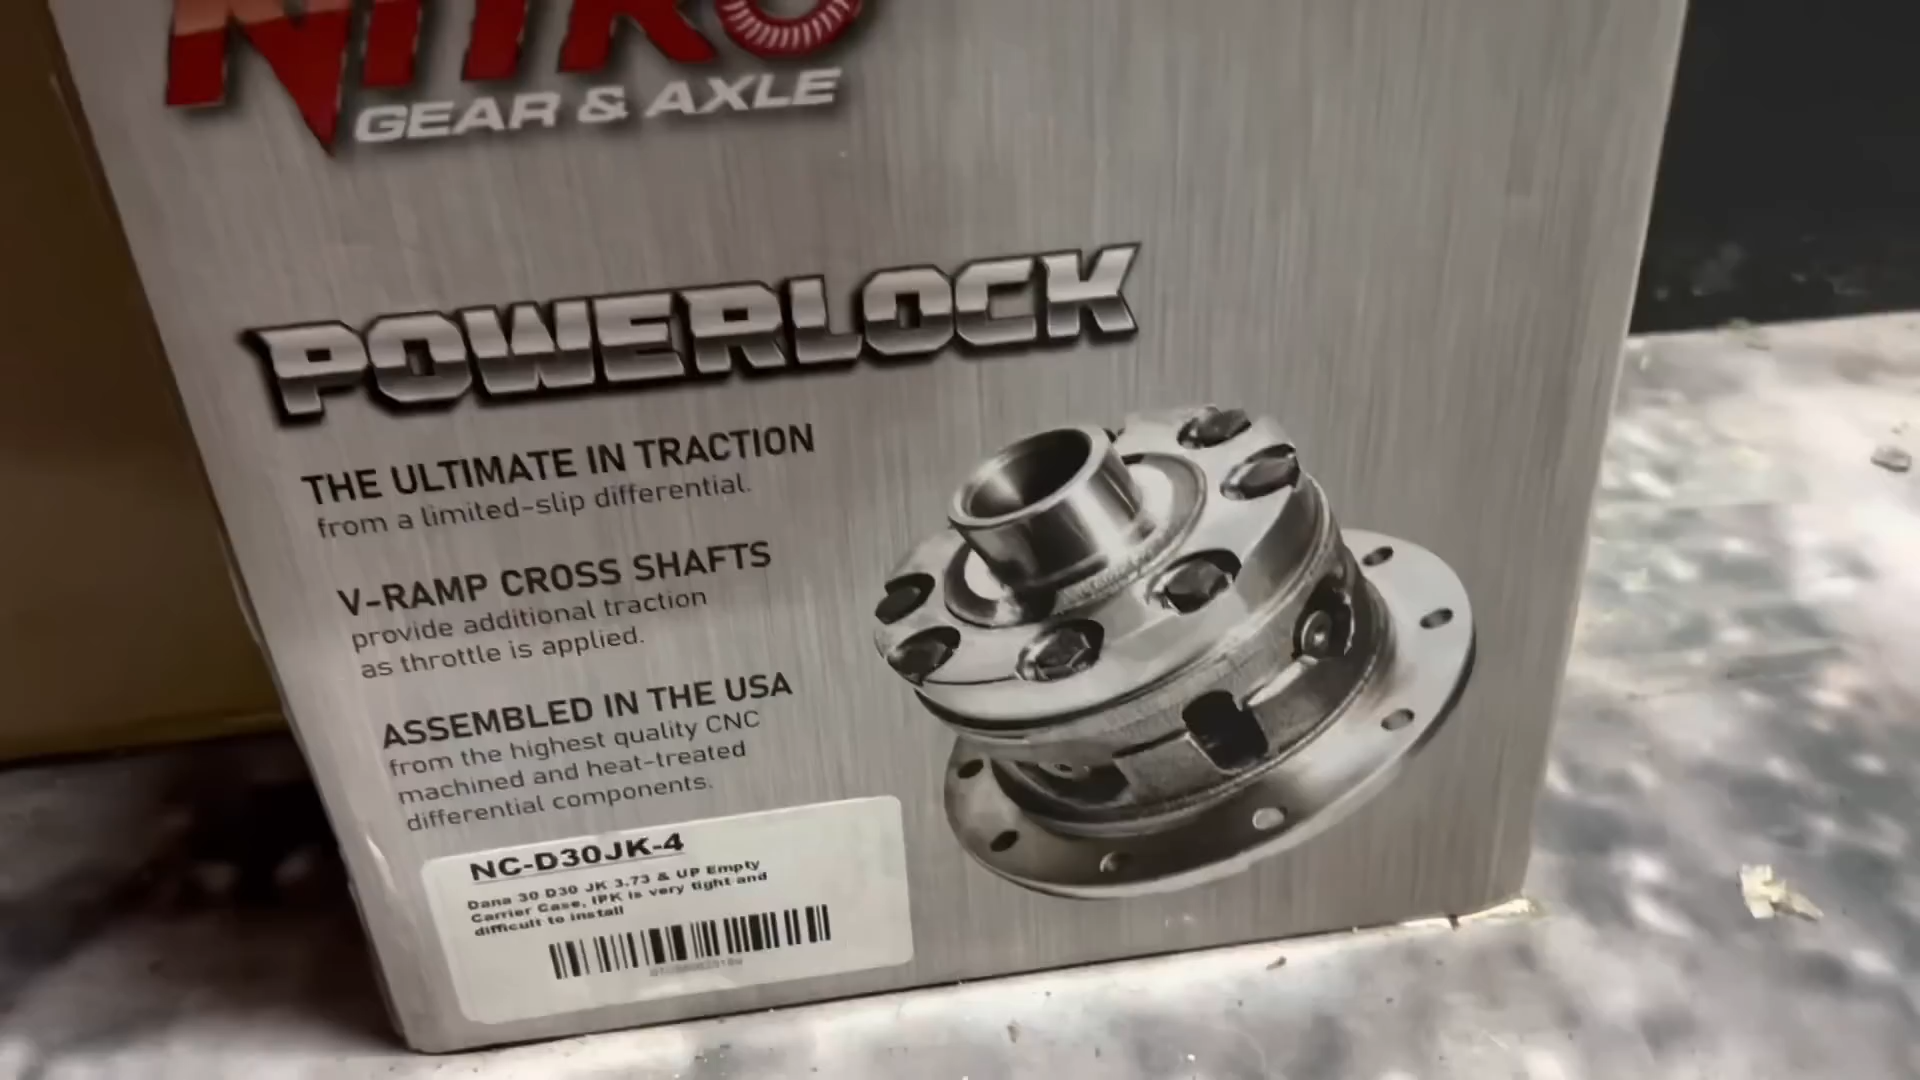 NITRO
GEAR & AXLE
POWERLOCK
THE ULTIMATE IN TRACTION
from a limited-slip differential.
V-RAMP CROSS SHAFTS
provide additional traction
as throttle is applied.
ASSEMBLED IN THE USA
from the highest quality CNC
machined and heat-treated
differential components.
NC-D30JK-4
Dana 30 D30 JK 3.73 & UP Empty
Carrier Case, IPK is very tight and
difficult to install